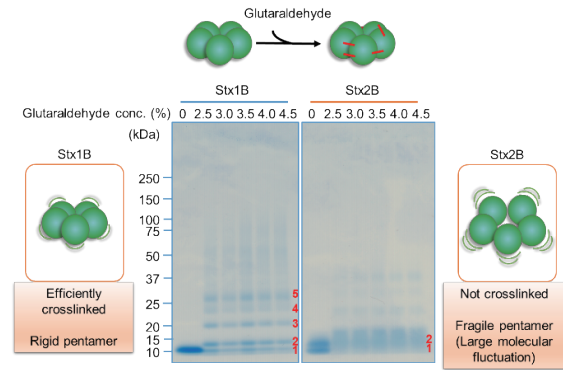 Glutaraldehyde
Stx1B Stx2B
Glutaraldehyde conc. (%) 0 2.5 3.0 3.5 4.0 4.5 0 2.5 3.0 3.5 4.0 4.5
(kDa)
Stx1B
Stx2B
250
150
100
75
50
37
25
20
15
10
5
4
3
2
1
2
1
Efficiently
crosslinked
Rigid pentamer
Not crosslinked
Fragile pentamer
(Large molecular
fluctuation)